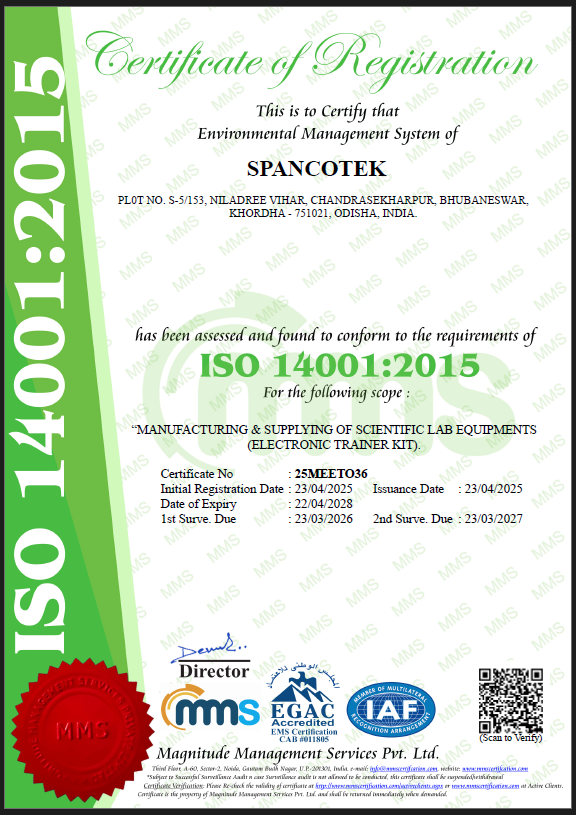 ISO 14001:2015
Certificate of Registration
This is to Certify that
Environmental Management System of
SPANCOTEK
PL0T NO. S-5/153, NILADREE VIHAR, CHANDRASEKHARPUR, BHUBANESWAR,
KHORDHA - 751021, ODISHA, INDIA.
has been assessed and found to conform to the requirements of
ISO 14001:2015
For the following scope :
“MANUFACTURING & SUPPLYING OF SCIENTIFIC LAB EQUIPMENTS
(ELECTRONIC TRAINER KIT).
Certificate No : 25MEETO36
Initial Registration Date : 23/04/2025 Issuance Date : 23/04/2025
Date of Expiry : 22/04/2028
1st Surve. Due : 23/03/2026 2nd Surve. Due : 23/03/2027
Director
MMS
mms
المجلس الوطني للاعتماد
EGAC
Accredited
EMS Certification
CAB #011805
MEMBER OF MULTILATERAL
IAF
RECOGNITION ARRANGEMENT
(Scan to Verify)
Magnitude Management Services Pvt. Ltd.
Third Floor, A-60, Sector-2, Noida, Gautam Budh Nagar, U.P.-201301, India. e-mail: info@mmscertification.com, website: www.mmscertification.com
*Subject to Successful Surveillance Audit in case Surveillance audit is not allowed to be conducted, this certificate shall be suspended/withdrawal
Certificate Verification: Please Re-check the validity of certificate at http://www.mmscertification.com/activeclients.aspx or www.mmscertification.com at Active Clients.
Certificate is the property of Magnitude Management Services Pvt. Ltd. and shall be returned immediately when demanded.